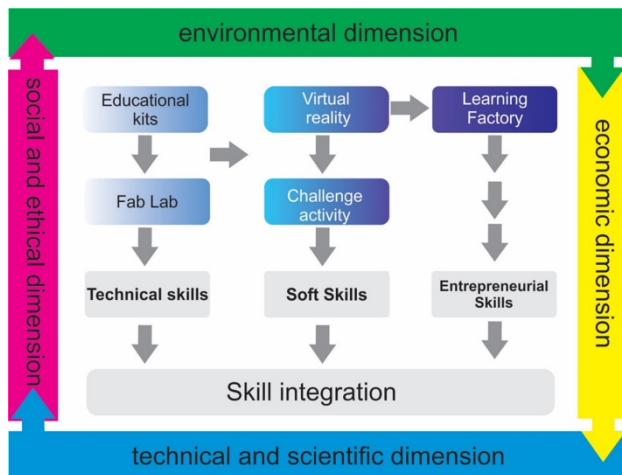 environmental dimension
social and ethical dimension
Educational
kits
Virtual
reality
Learning
Factory
Fab Lab
Challenge
activity
Technical skills
Soft Skills
Entrepreneurial
Skills
Skill integration
economic dimension
technical and scientific dimension